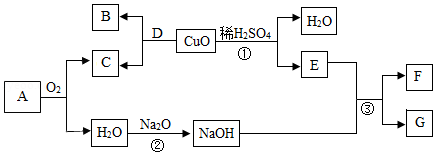 B
D CuO 稀H₂SO₄ H₂O
①
C E
A O₂ F
③
H₂O Na₂O NaOH G
②